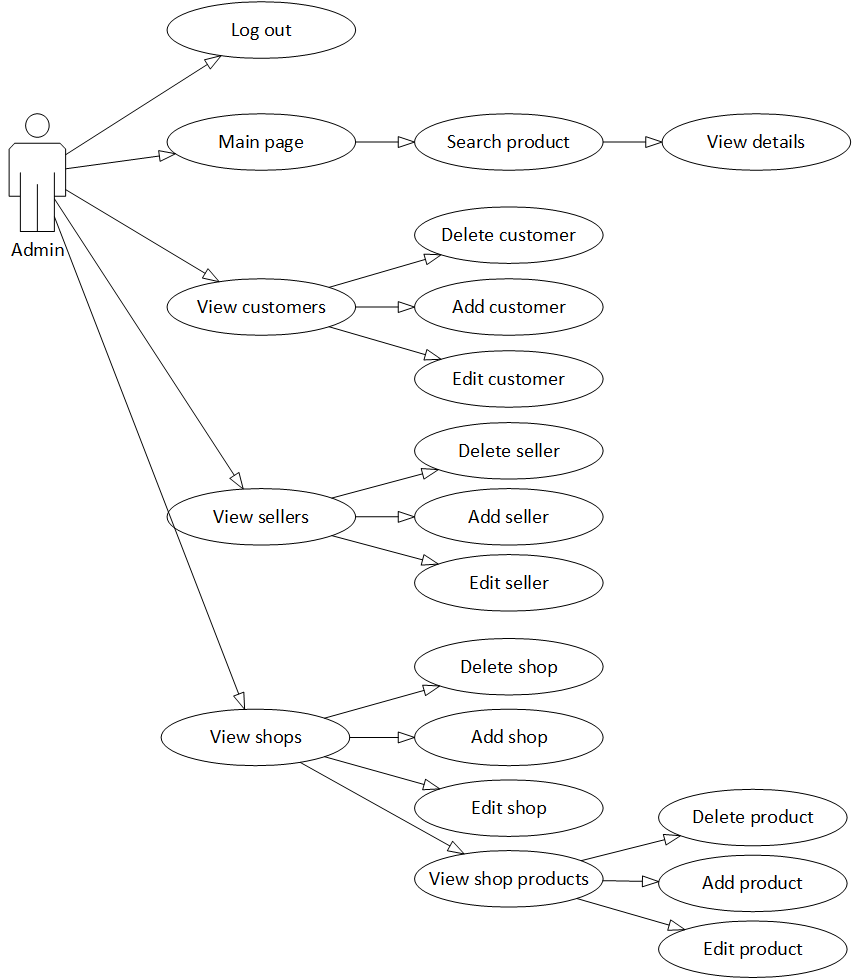 Log out
Main page
Search product
View details
Admin
Delete customer
View customers
Add customer
Edit customer
Delete seller
View sellers
Add seller
Edit seller
Delete shop
View shops
Add shop
Edit shop
Delete product
View shop products
Add product
Edit product